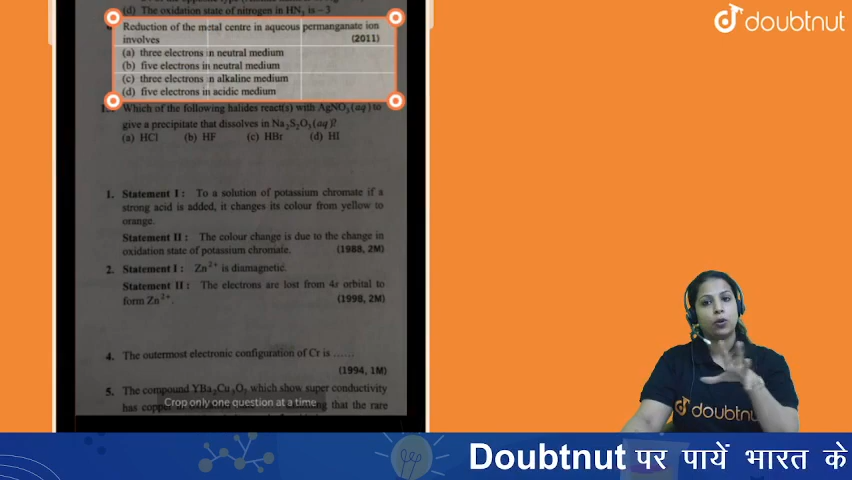 (d) The oxidation state of nitrogen in HN3 is – 3
Reduction of the metal centre in aqueous permanganate ion
involves (2011)
(a) three electrons in neutral medium
(b) five electrons in neutral medium
(c) three electrons in alkaline medium
(d) five electrons in acidic medium
Which of the following halides react(s) with AgNO3(aq) to
give a precipitate that dissolves in Na2S2O3(aq)?
(a) HCl (b) HF (c) HBr (d) HI
1. Statement I : To a solution of potassium chromate if a
strong acid is added, it changes its colour from yellow to
orange.
Statement II : The colour change is due to the change in
oxidation state of potassium chromate. (1988, 2M)
2. Statement I : Zn2+ is diamagnetic.
Statement II : The electrons are lost from 4s orbital to
form Zn2+. (1998, 2M)
4. The outermost electronic configuration of Cr is ......
(1994, 1M)
5. The compound YBa2Cu3O7 which show super conductivity
has copper in that the rare
Crop only one question at a time
doubtnut
doubtnut
Doubtnut पर पायें भारत के